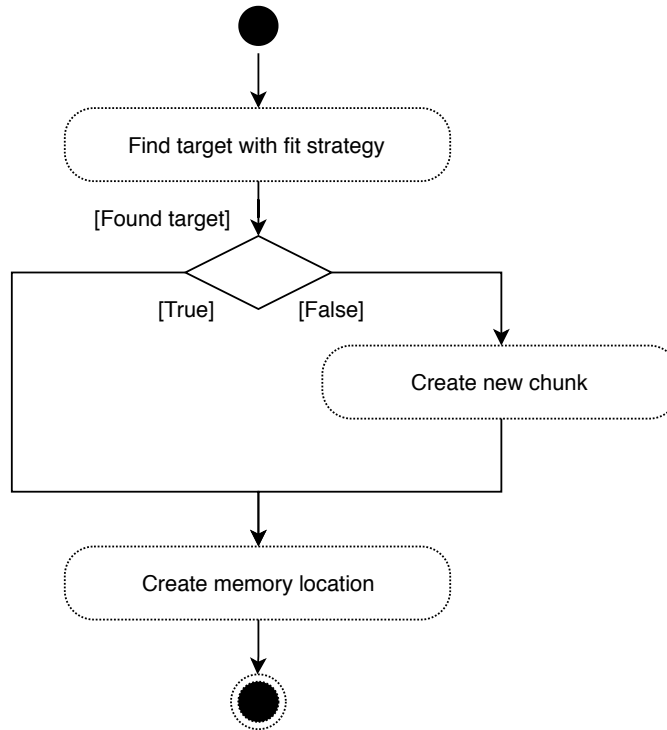 Find target with fit strategy
[Found target]
[True]
[False]
Create new chunk
Create memory location